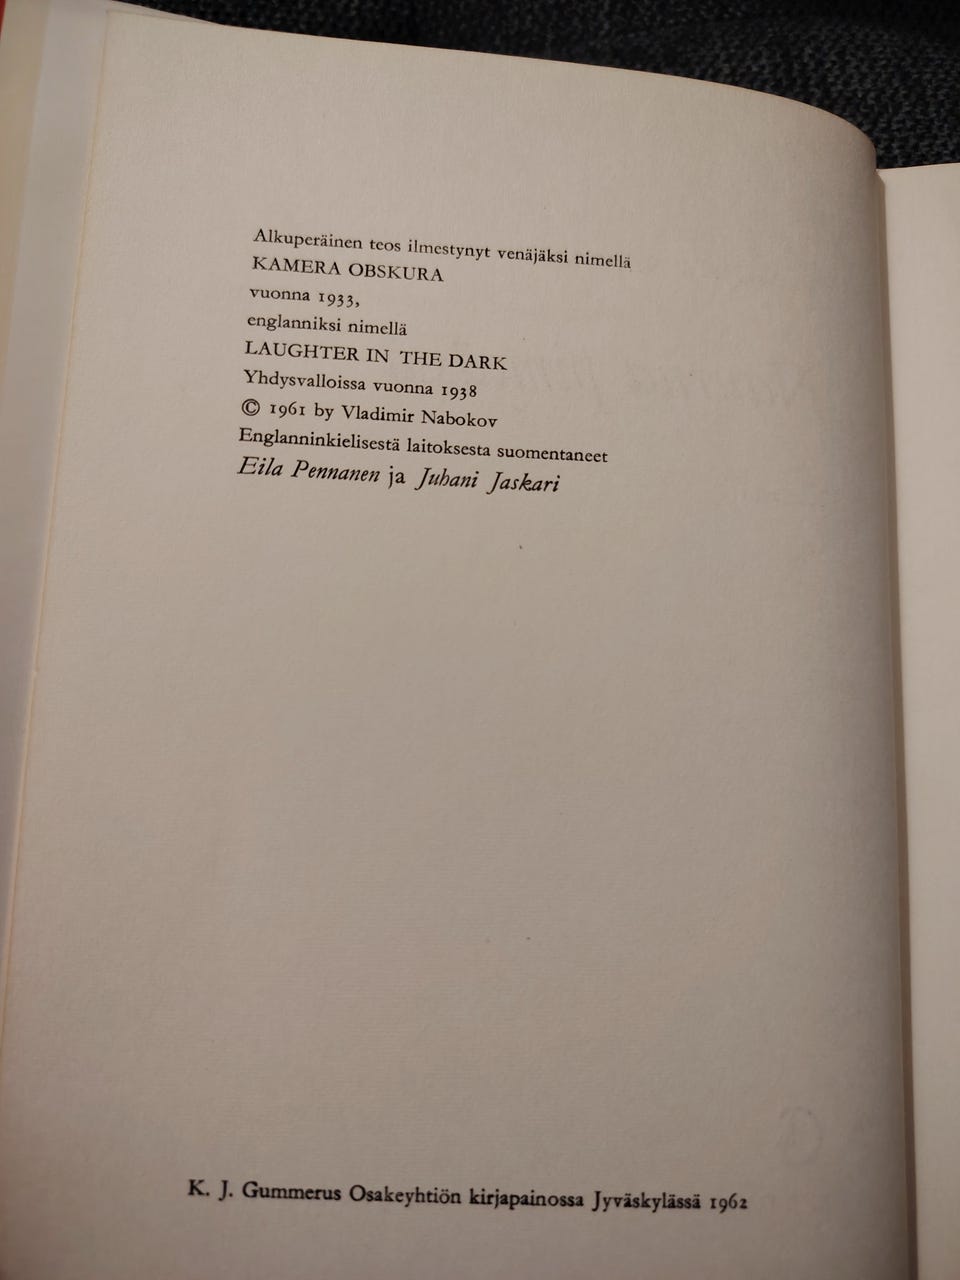 Alkuperäinen teos ilmestynyt venäjäksi nimellä
KAMERA OBSKURA
vuonna 1933,
englanniksi nimellä
LAUGHTER IN THE DARK
Yhdysvalloissa vuonna 1938
© 1961 by Vladimir Nabokov
Englanninkielisestä laitoksesta suomentaneet
Eila Pennanen ja Juhani Jaskari
K. J. Gummerus Osakeyhtiön kirjapainossa Jyväskylässä 1962